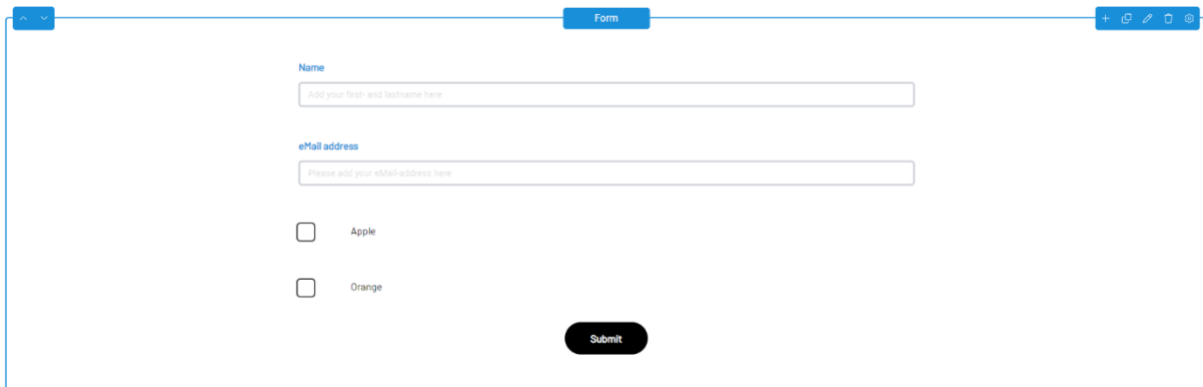 Form
Name
Add your first- and lastname here
eMail address
Please add your eMail-address here
Apple
Orange
Submit